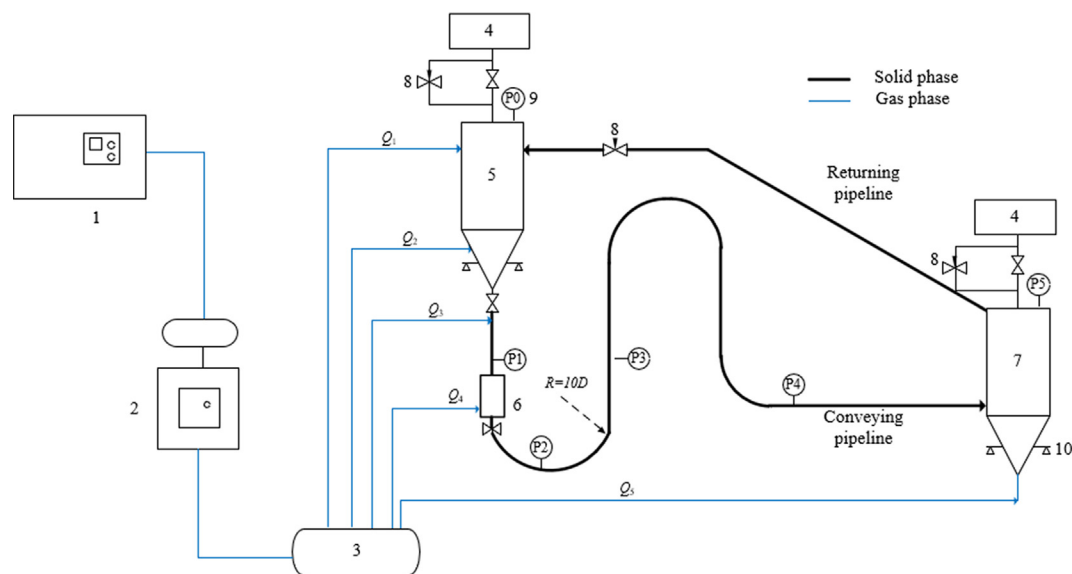 4
8
P0 9
Solid phase
Gas phase
Q1
8
5
Returning
pipeline
1
4
Q2
8
P5
Q3
P1
P3
7
R=10D
2
Q4
6
P4
Conveying
pipeline
P2
10
Q5
3